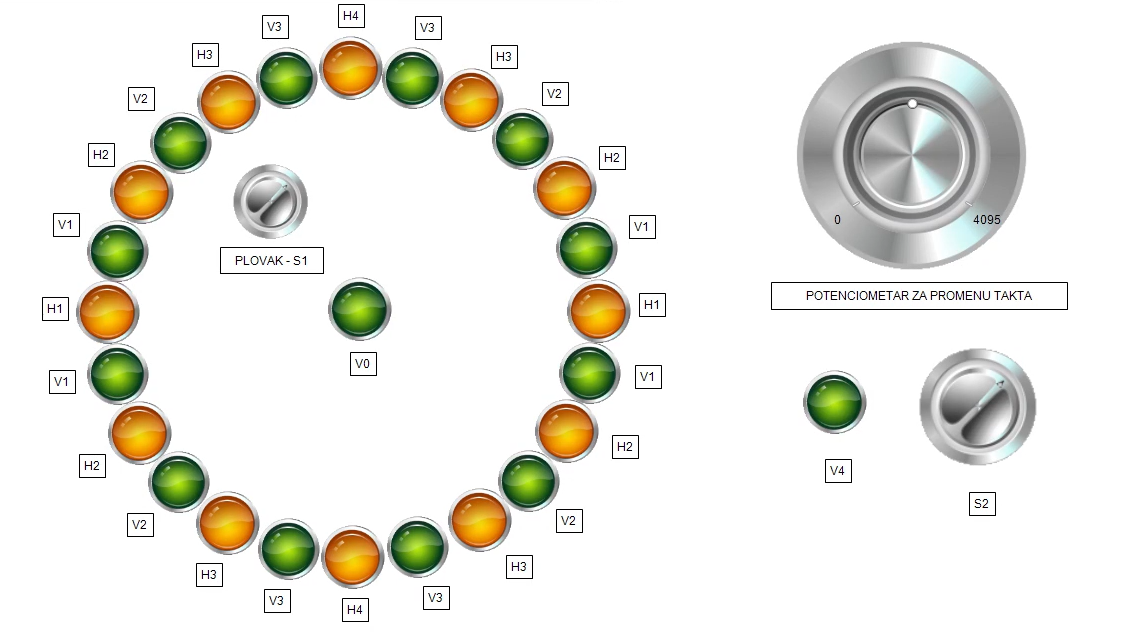 H4
V3
V3
H3
H3
V2
V2
H2
H2
V1
V1
0
4095
PLOVAK - S1
POTENCIOMETAR ZA PROMENU TAKTA
H1
H1
V0
V1
V1
H2
H2
V4
S2
V2
V2
H3
H3
V3
V3
H4